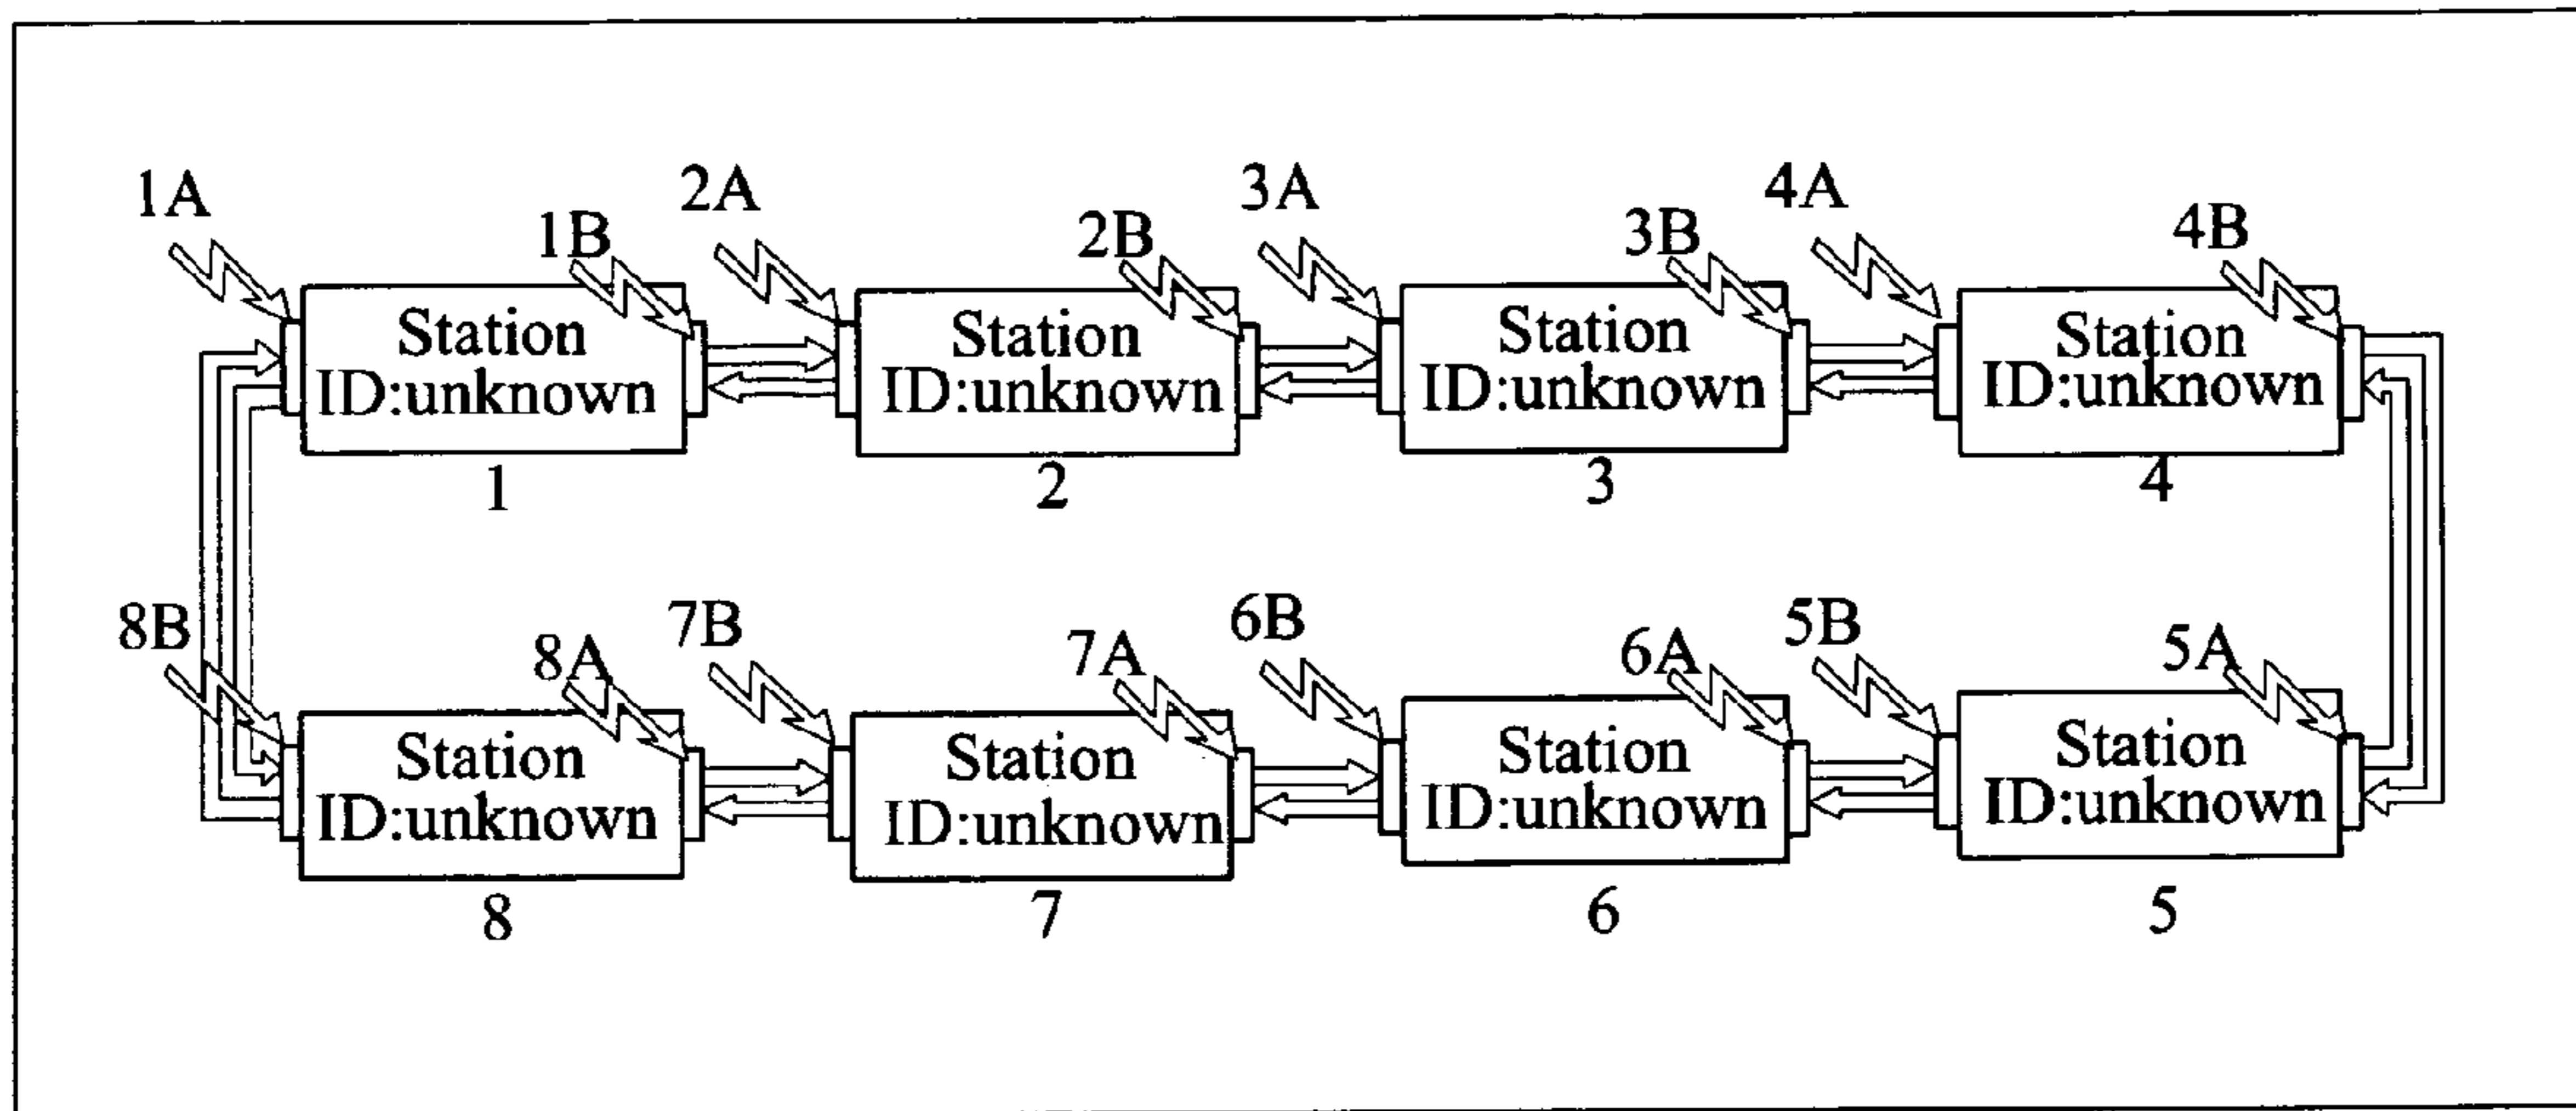 1A 1B 2A 2B 3A 3B 4A 4B
Station Station Station Station
ID:unknown ID:unknown ID:unknown ID:unknown
1 2 3 4
8B 8A 7B 7A 6B 6A 5B 5A
Station Station Station Station
ID:unknown ID:unknown ID:unknown ID:unknown
8 7 6 5